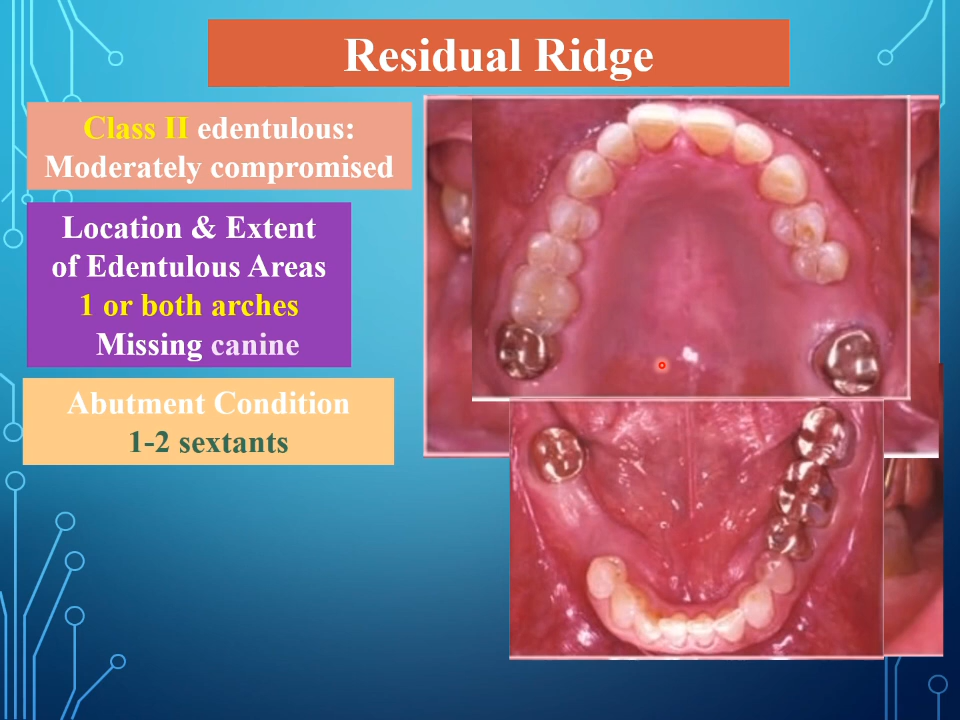 Residual Ridge
Class II edentulous:
Moderately compromised
Location & Extent
of Edentulous Areas
1 or both arches
Missing canine
Abutment Condition
1-2 sextants